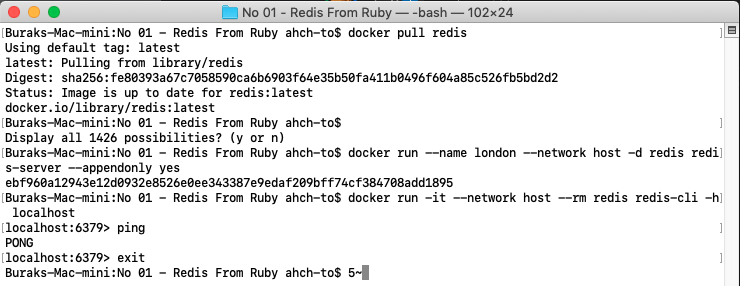 No 01 - Redis From Ruby — -bash — 102×24
[Buraks-Mac-mini:No 01 - Redis From Ruby ahch-to$ docker pull redis ]
Using default tag: latest
latest: Pulling from library/redis
Digest: sha256:fe80393a67c7058590ca6b6903f64e35b50fa411b0496f604a85c526fb5bd2d2
Status: Image is up to date for redis:latest
docker.io/library/redis:latest
[Buraks-Mac-mini:No 01 - Redis From Ruby ahch-to$ ]
Display all 1426 possibilities? (y or n)
[Buraks-Mac-mini:No 01 - Redis From Ruby ahch-to$ docker run --name london --network host -d redis redi]
s-server --appendonly yes
ebf960a12943e12d0932e8526e0ee343387e9edaf209bff74cf384708add1895
[Buraks-Mac-mini:No 01 - Redis From Ruby ahch-to$ docker run -it --network host --rm redis redis-cli -h]
localhost
[localhost:6379> ping ]
PONG
[localhost:6379> exit ]
Buraks-Mac-mini:No 01 - Redis From Ruby ahch-to$ 5~